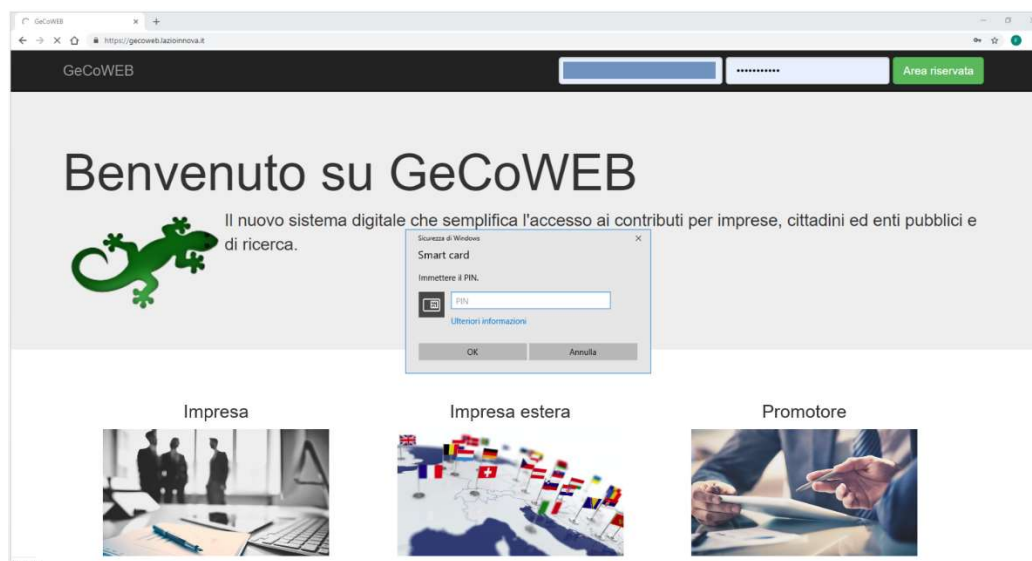 GeCoWEB
https://gecoweb.lazioinnova.it
GeCoWEB
Area riservata
Benvenuto su GeCoWEB
Il nuovo sistema digitale che semplifica l'accesso ai contributi per imprese, cittadini ed enti pubblici e
di ricerca.
Sicurezza di Windows
Smart card
Immettere il PIN.
PIN
Ulteriori informazioni
OK
Annulla
Impresa
Impresa estera
Promotore